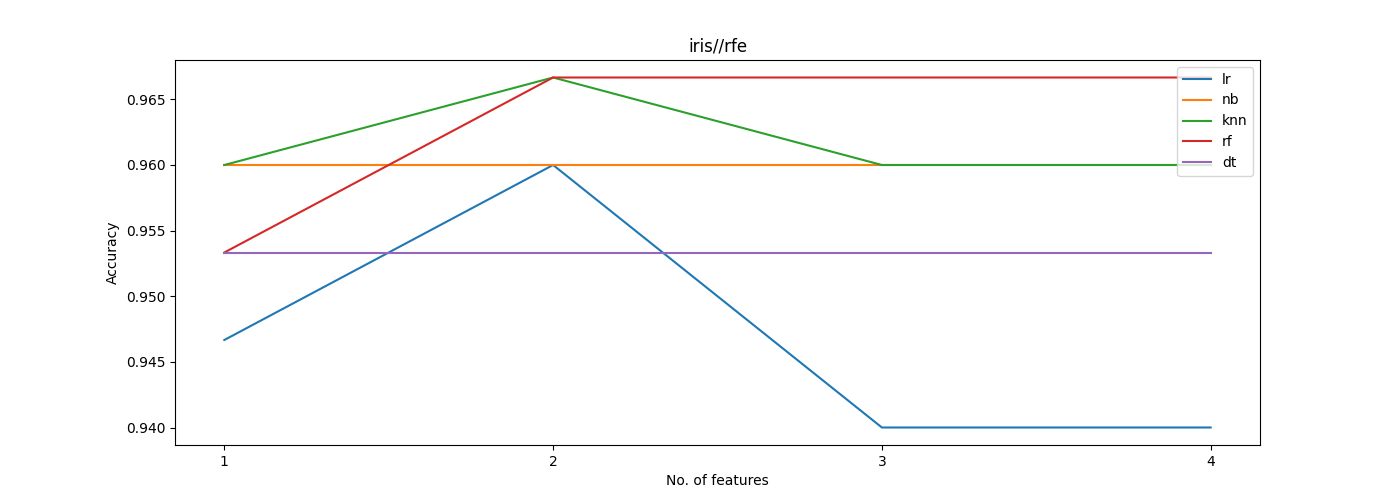 iris//rfe
0.965
0.960
0.955
0.950
0.945
0.940
Accuracy
lr
nb
knn
rf
dt
1 2 3 4
No. of features